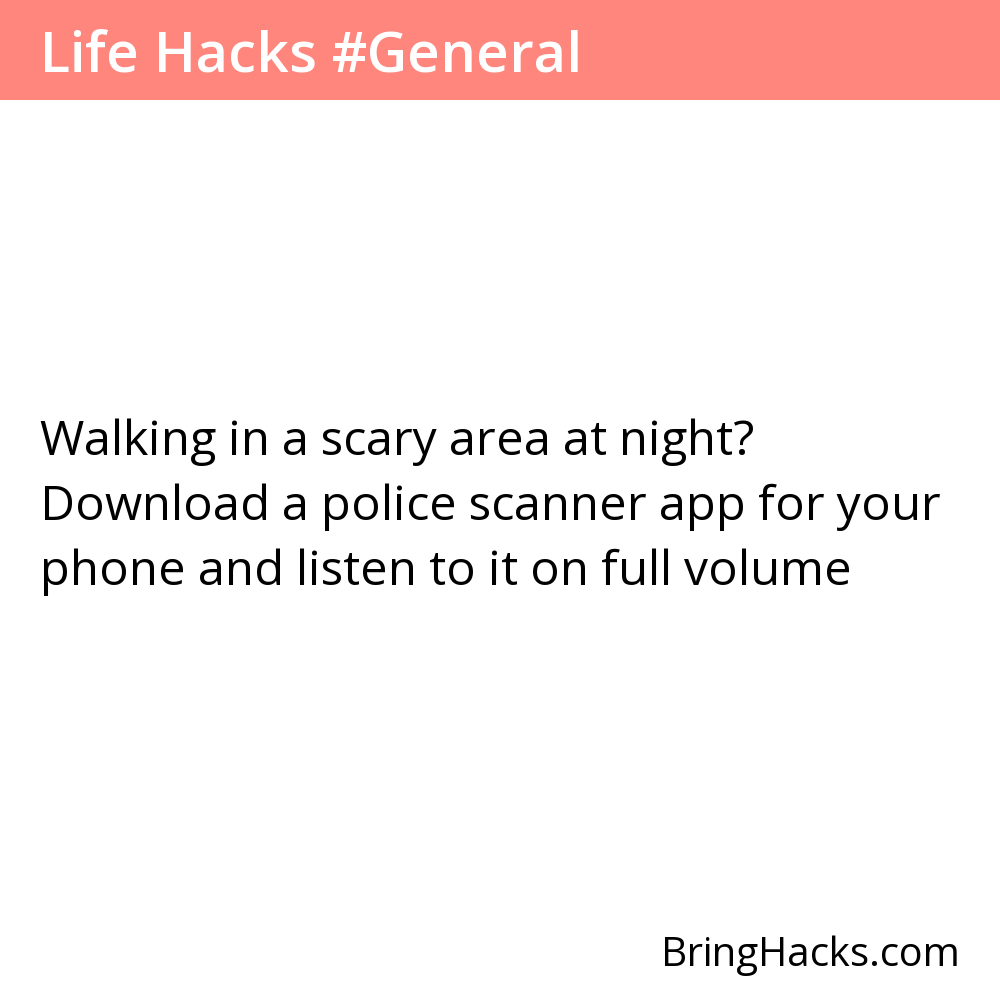 Life Hacks #General
Walking in a scary area at night?
Download a police scanner app for your
phone and listen to it on full volume
BringHacks.com